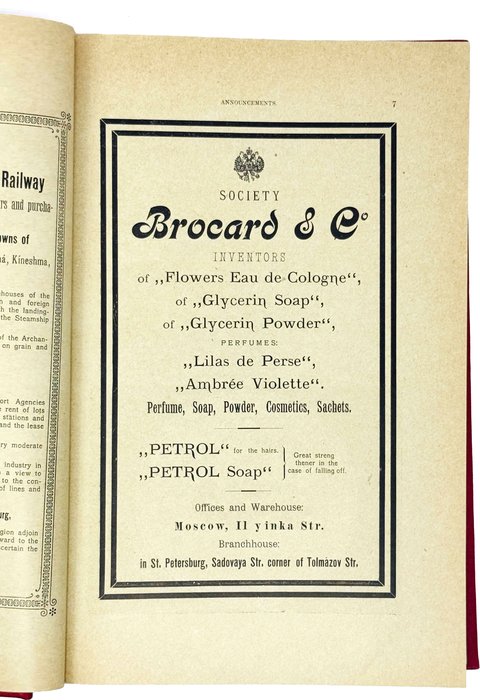 Railway
rs and purcha-
owns of
ná, Kineshma,
houses of the
n and foreign
h the landing-
the Steamship
of the Archan-
on grain and
ort Agencies
e rent of lots
stations and
and the lease
ery moderate
industry in
h a view to
to the con-
of lines and
urg,
gion adjoin
ward to the
certain the
ANNOUNCEMENTS.
7
SOCIETY
Brocard & Co
INVENTORS
of „Flowers Eau de Cologne“,
of „Glycerin Soap“,
of „Glycerin Powder“,
PERFUMES:
„Lilas de Perse“,
„Ambrée Violette“.
Perfume, Soap, Powder, Cosmetics, Sachets.
„PETROL“ for the hairs.
„PETROL Soap“
Great streng
thener in the
case of falling off.
Offices and Warehouse:
Moscow, Il yinka Str.
Branchhouse:
in St. Petersburg, Sadovaya Str. corner of Tolmazov Str.